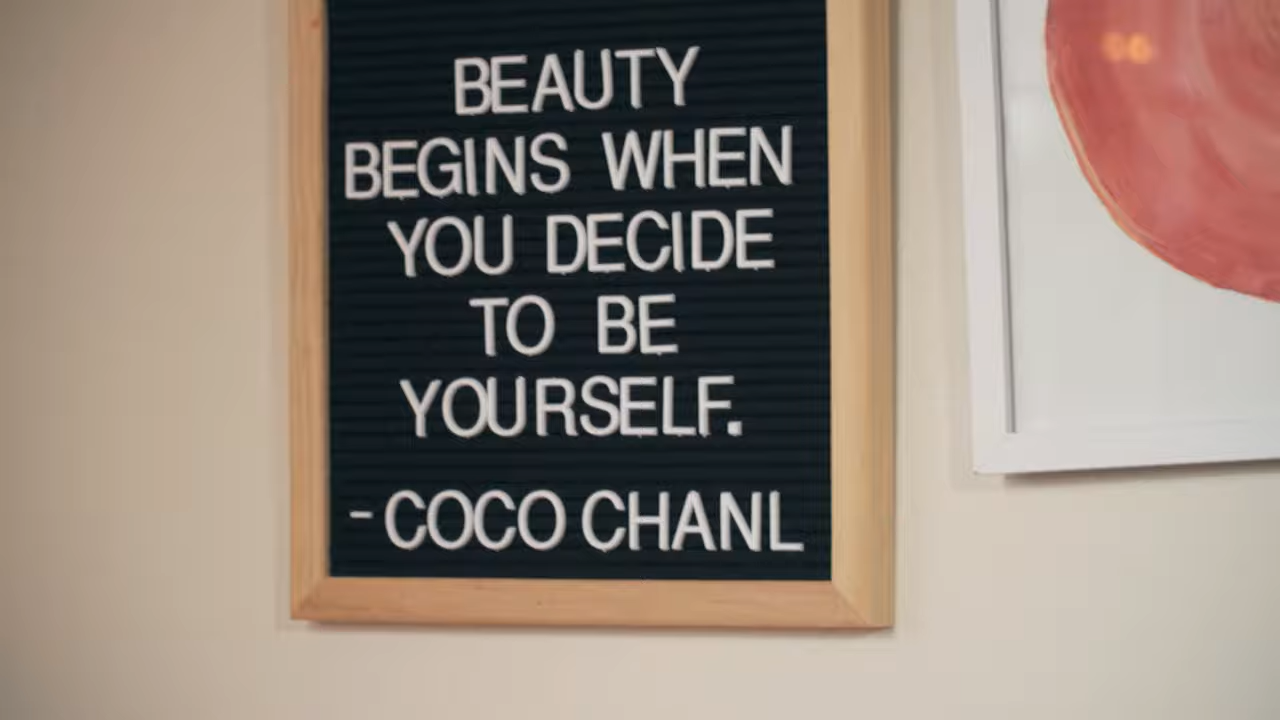 BEAUTY
BEGINS WHEN
YOU DECIDE
TO BE
YOURSELF.
- COCO CHANL